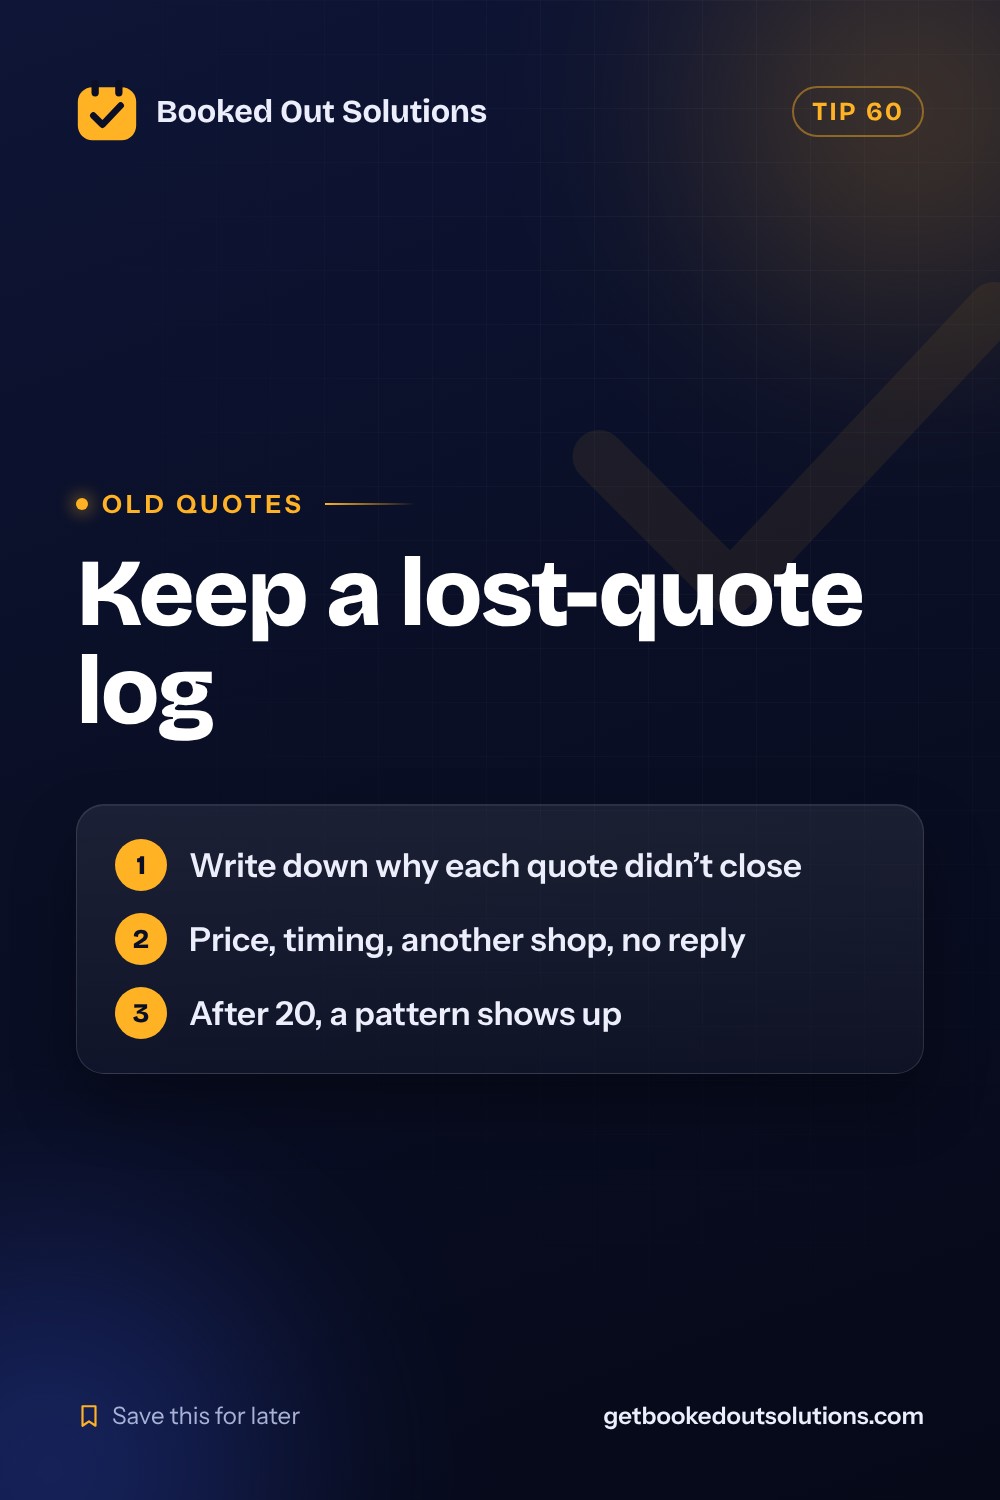 Booked Out Solutions
TIP 60
OLD QUOTES
Keep a lost-quote
log
1 Write down why each quote didn’t close
2 Price, timing, another shop, no reply
3 After 20, a pattern shows up
Save this for later
getbookedoutsolutions.com